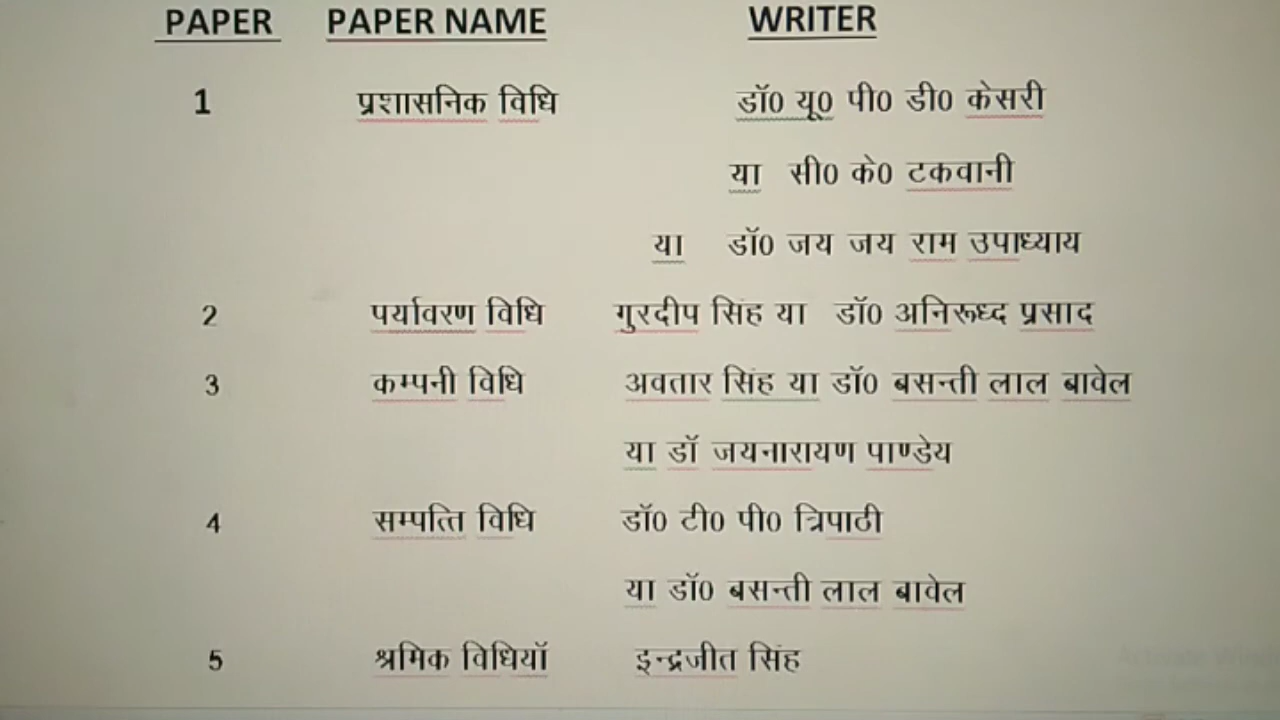 PAPER PAPER NAME WRITER
1 प्रशासनिक विधि डॉ0 यू0 पी0 डी0 केसरी
या सी0 के0 टकवानी
या डॉ0 जय जय राम उपाध्याय
2 पर्यावरण विधि गुरदीप सिंह या डॉ0 अनिरूध्द प्रसाद
3 कम्पनी विधि अवतार सिंह या डॉ0 बसन्ती लाल बावेल
या डॉ जयनारायण पाण्डेय
4 सम्पत्ति विधि डॉ0 टी0 पी0 त्रिपाठी
या डॉ0 बसन्ती लाल बावेल
5 श्रमिक विधियॉ इन्द्रजीत सिंह